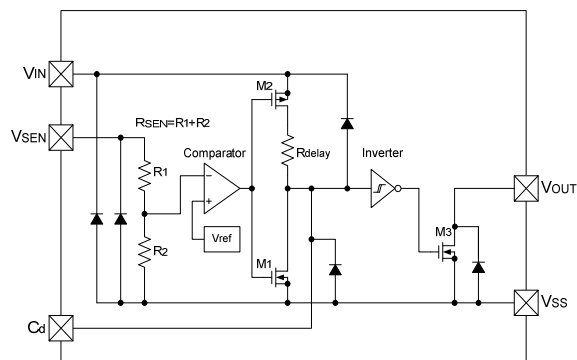 VIN
M2
VSEN
RSEN=R1+R2
Comparator
Rdelay
Inverter
R1
−
+
Vref
R2
M1
M3
VOUT
VSS
Cd